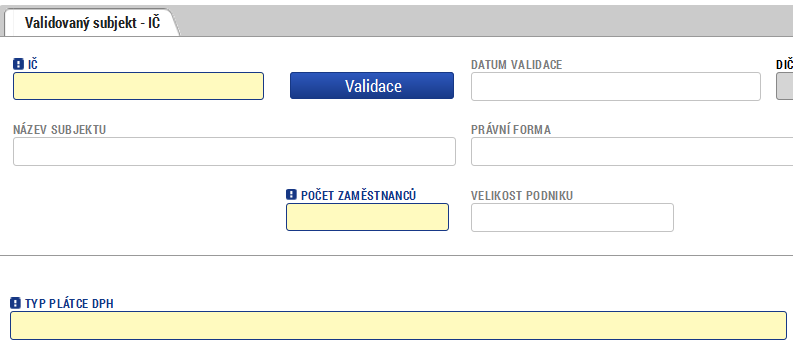 Validovaný subjekt - IČ
IČ
Validace
DATUM VALIDACE
DIČ
NÁZEV SUBJEKTU
PRÁVNÍ FORMA
POČET ZAMĚSTNANCŮ
VELIKOST PODNIKU
TYP PLÁTCE DPH